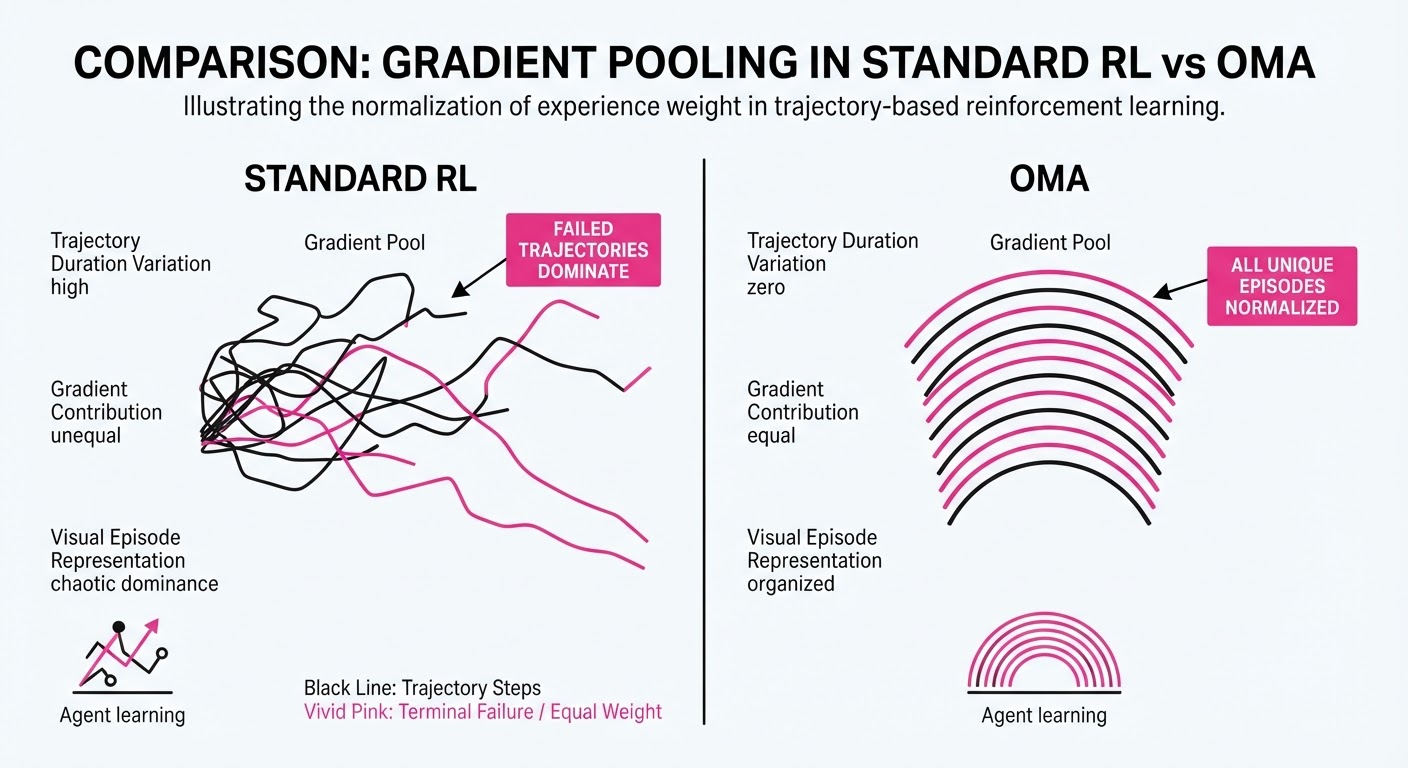 COMPARISON: GRADIENT POOLING IN STANDARD RL vs OMA
Illustrating the normalization of experience weight in trajectory-based reinforcement learning.
STANDARD RL
Trajectory
Duration Variation
high
Gradient Pool
FAILED
TRAJECTORIES
DOMINATE
Gradient
Contribution
unequal
Visual Episode
Representation
chaotic dominance
Agent learning
Black Line: Trajectory Steps
Vivid Pink: Terminal Failure / Equal Weight
OMA
Trajectory Duration
Variation
zero
Gradient Pool
ALL UNIQUE
EPISODES
NORMALIZED
Gradient
Contribution
equal
Visual Episode
Representation
organized
Agent learning